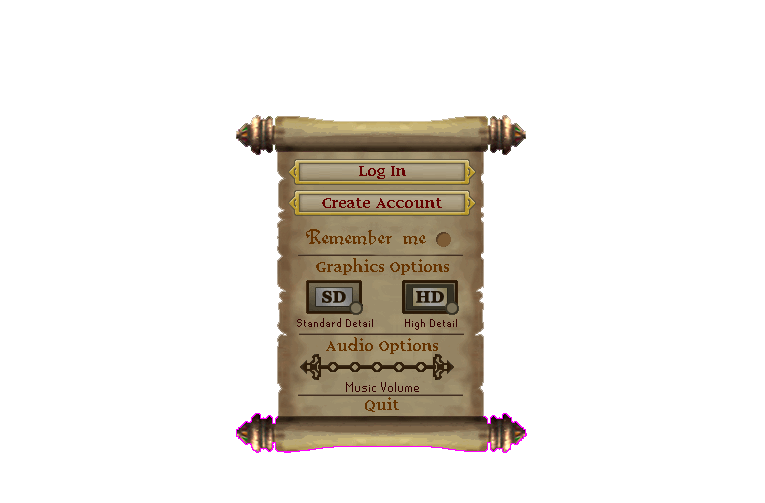 Log In
Create Account
Remember me
Graphics Options
SD HD
Standard Detail High Detail
Audio Options
Music Volume
Quit